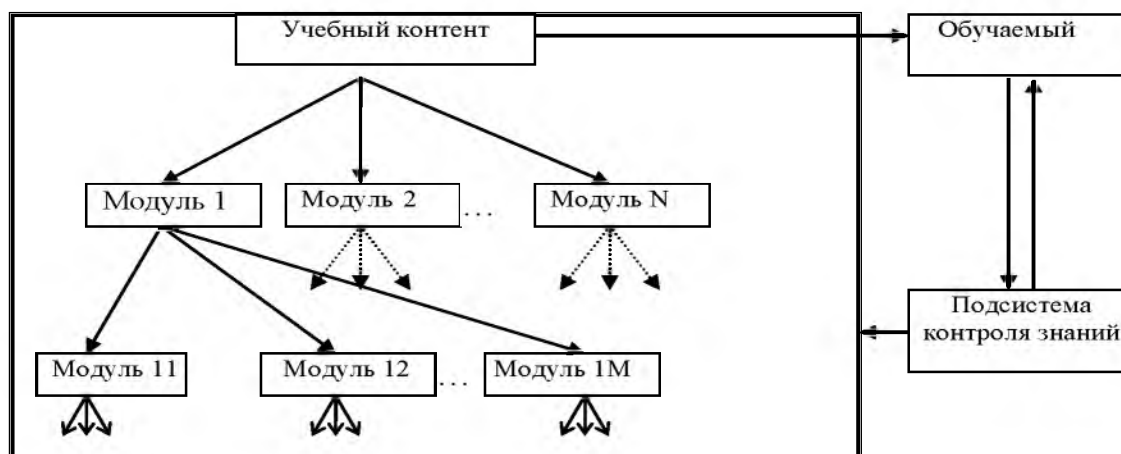 Учебный контент
Обучаемый
Модуль 1
Модуль 2
...
Модуль N
Подсистема
контроля знаний
Модуль 11
Модуль 12
...
Модуль 1M